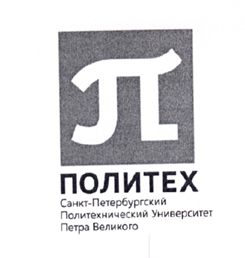 П
ПОЛИТЕХ
Санкт-Петербургский
Политехнический Университет
Петра Великого